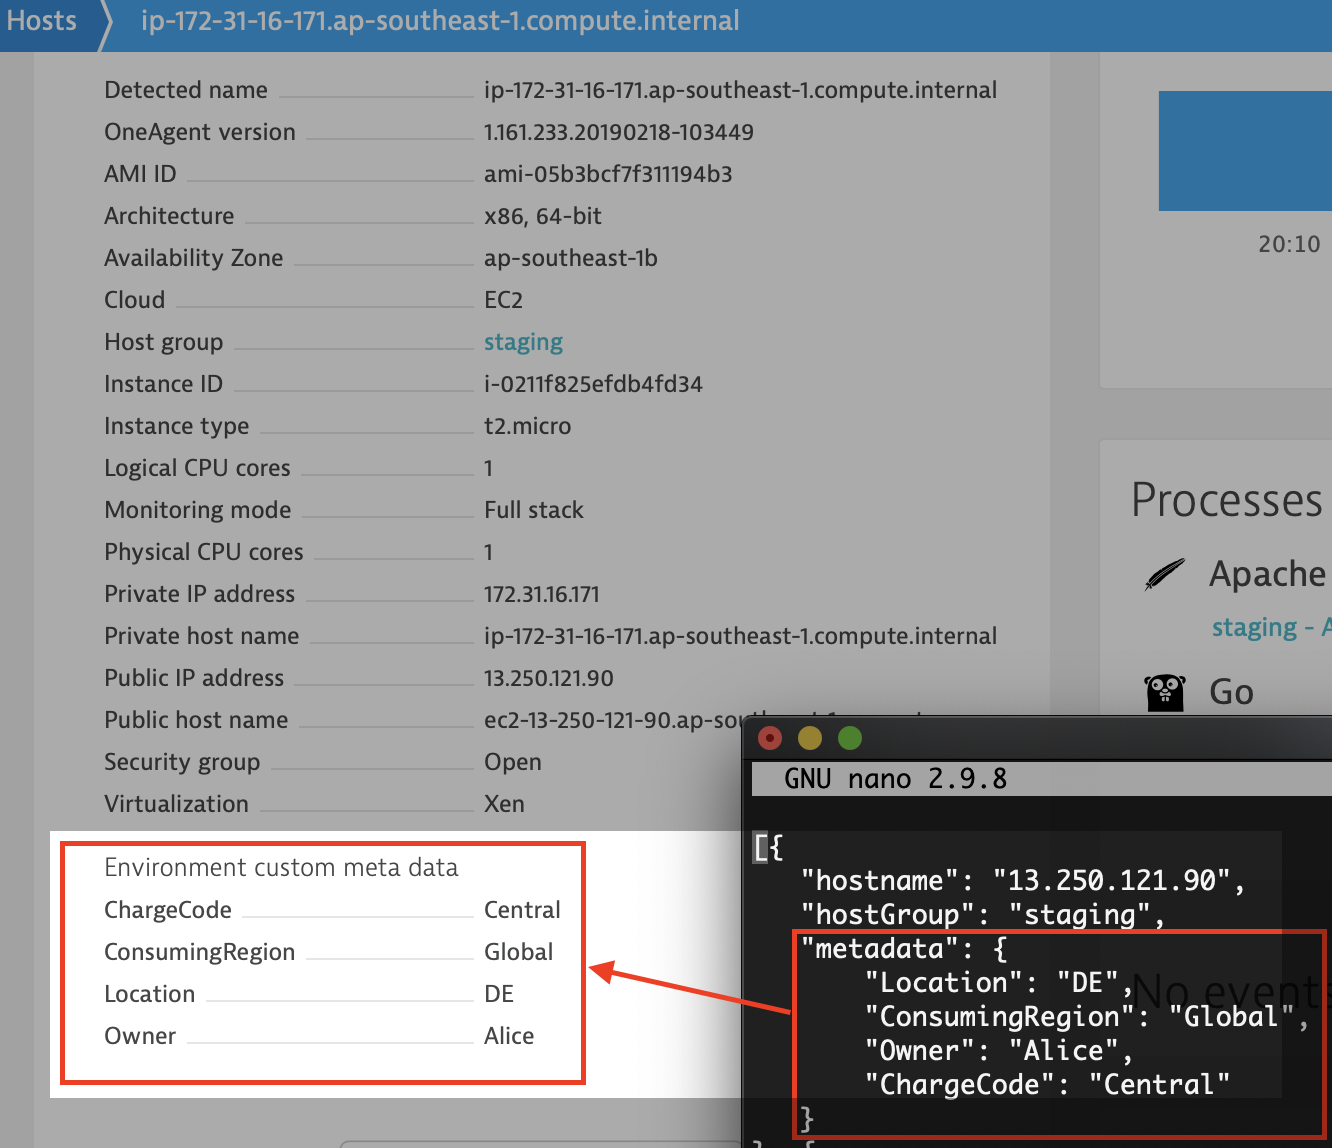 Hosts
ip-172-31-16-171.ap-southeast-1.compute.internal
Detected name ip-172-31-16-171.ap-southeast-1.compute.internal
OneAgent version 1.161.233.20190218-103449
AMI ID ami-05b3bcf7f311194b3
Architecture x86, 64-bit
Availability Zone ap-southeast-1b
Cloud EC2
Host group staging
Instance ID i-0211f825efdb4fd34
Instance type t2.micro
Logical CPU cores 1
Monitoring mode Full stack
Physical CPU cores 1
Private IP address 172.31.16.171
Private host name ip-172-31-16-171.ap-southeast-1.compute.internal
Public IP address 13.250.121.90
Public host name ec2-13-250-121-90.ap-
Security group Open
Virtualization Xen
Environment custom meta data
ChargeCode Central
ConsumingRegion Global
Location DE
Owner Alice
20:10
Processes
Apache
staging - A
Go
GNU nano 2.9.8
[{
"hostname": "13.250.121.90",
"hostGroup": "staging",
"metadata": {
"Location": "DE",
"ConsumingRegion": "Global",
"Owner": "Alice",
"ChargeCode": "Central"
}
No events